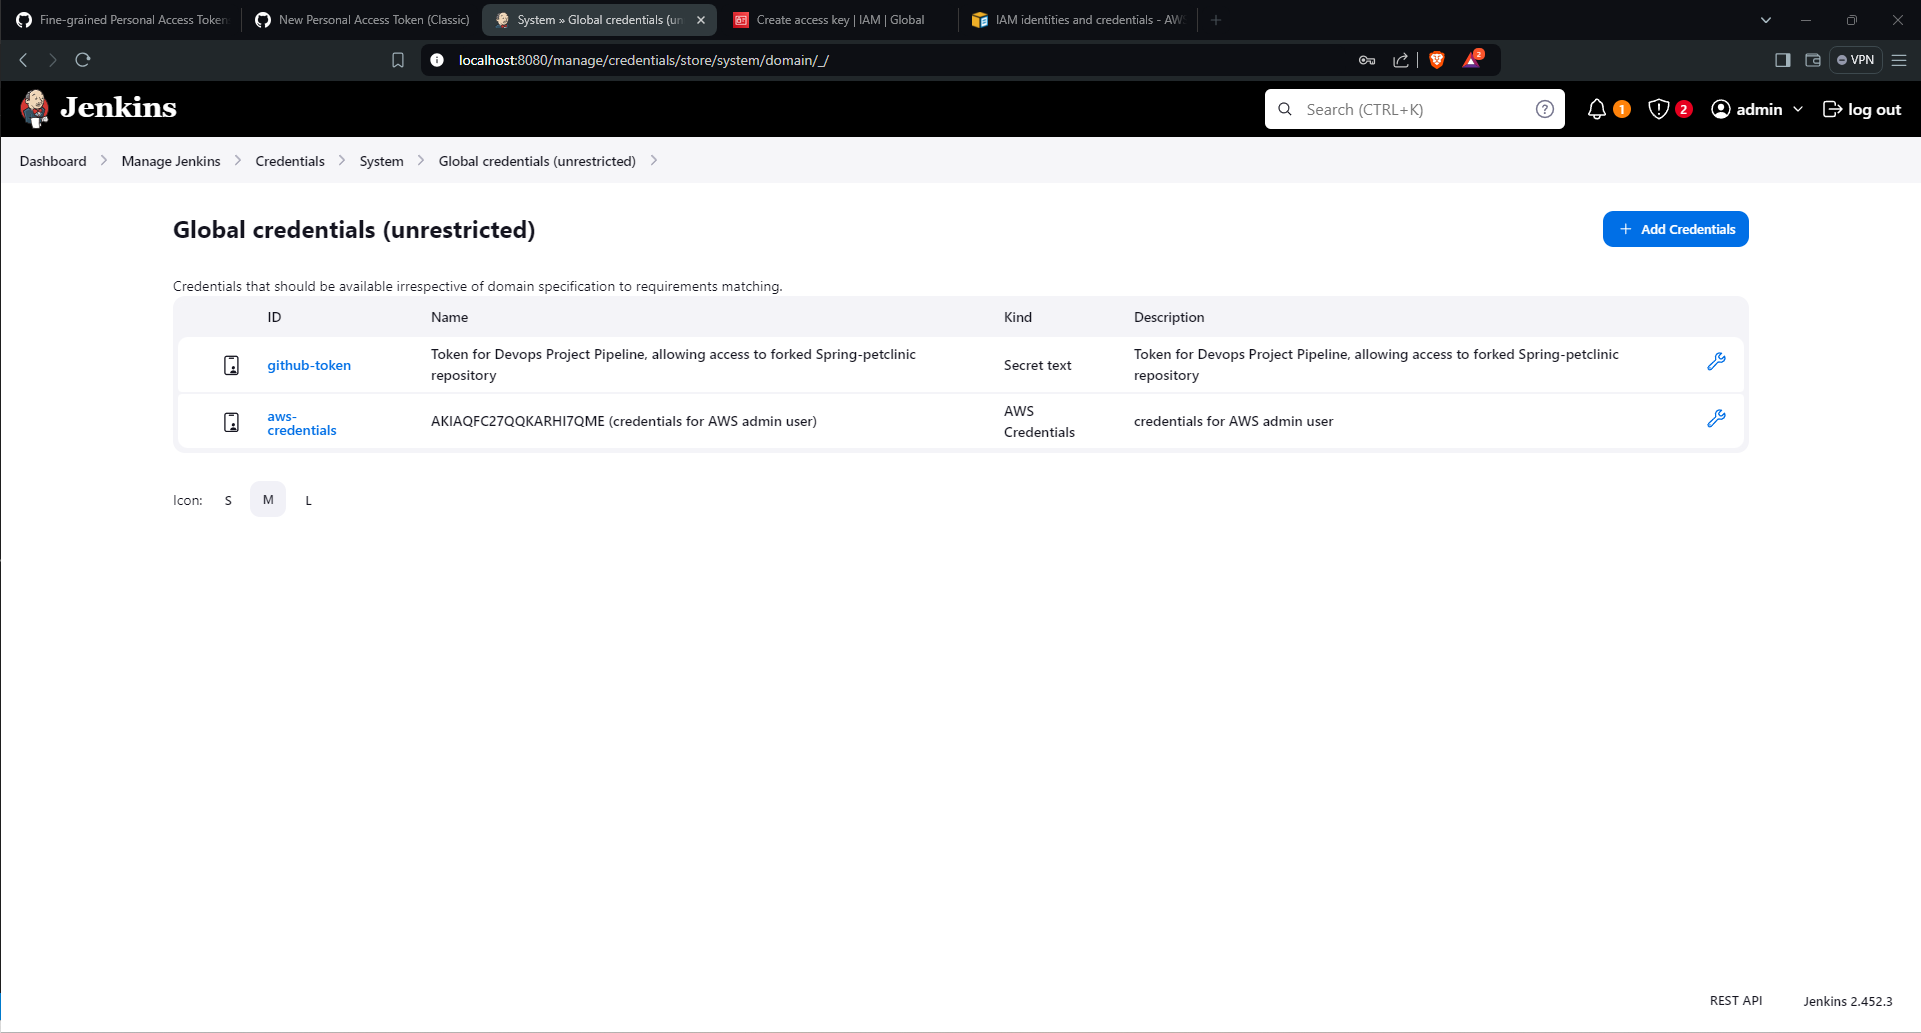 Fine-grained Personal Access Token
New Personal Access Token (Classic)
System » Global credentials (un
Create access key | IAM | Global
IAM identities and credentials - AW
localhost:8080/manage/credentials/store/system/domain/_/
2
VPN
Jenkins
Search (CTRL+K)
1
2
admin
log out
Dashboard
Manage Jenkins
Credentials
System
Global credentials (unrestricted)
Global credentials (unrestricted)
Add Credentials
Credentials that should be available irrespective of domain specification to requirements matching.
ID
Name
Kind
Description
github-token
Token for Devops Project Pipeline, allowing access to forked Spring-petclinic
repository
Secret text
Token for Devops Project Pipeline, allowing access to forked Spring-petclinic
repository
aws-
credentials
AKIAQFC27QQKARHI7QME (credentials for AWS admin user)
AWS
Credentials
credentials for AWS admin user
Icon:
S
M
L
REST API
Jenkins 2.452.3